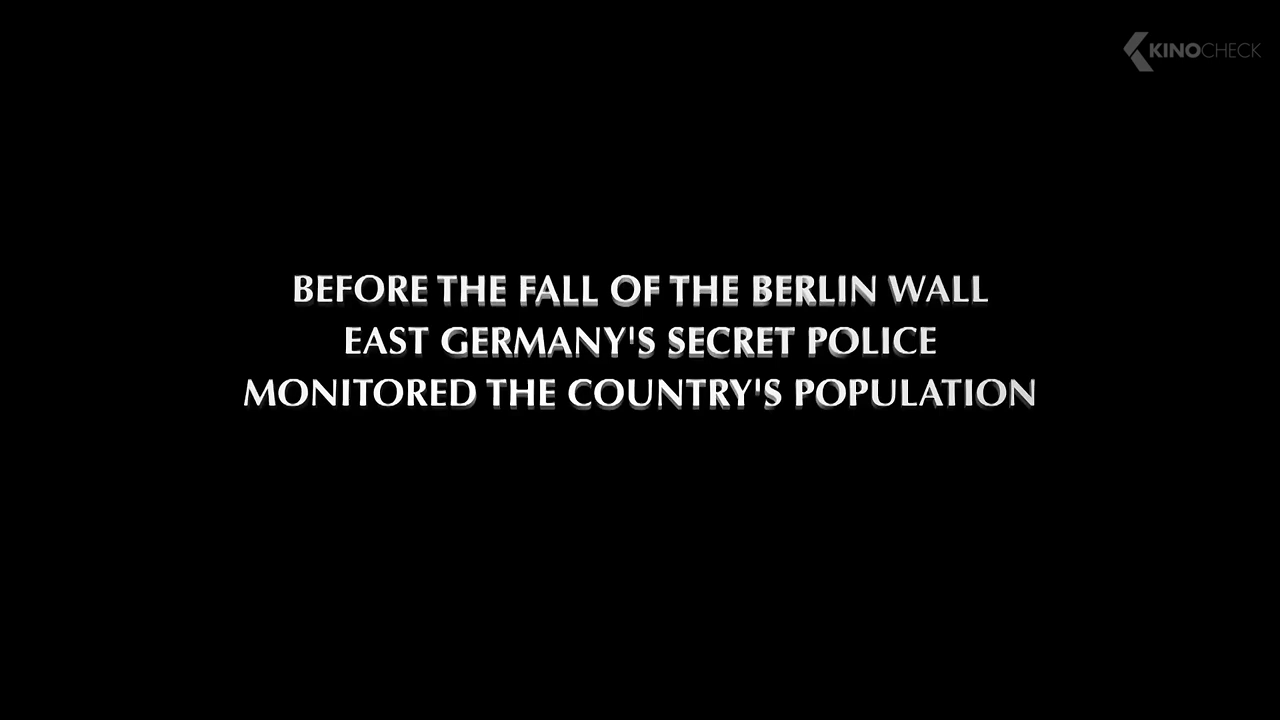 KINOCHECK
BEFORE THE FALL OF THE BERLIN WALL
EAST GERMANY'S SECRET POLICE
MONITORED THE COUNTRY'S POPULATION